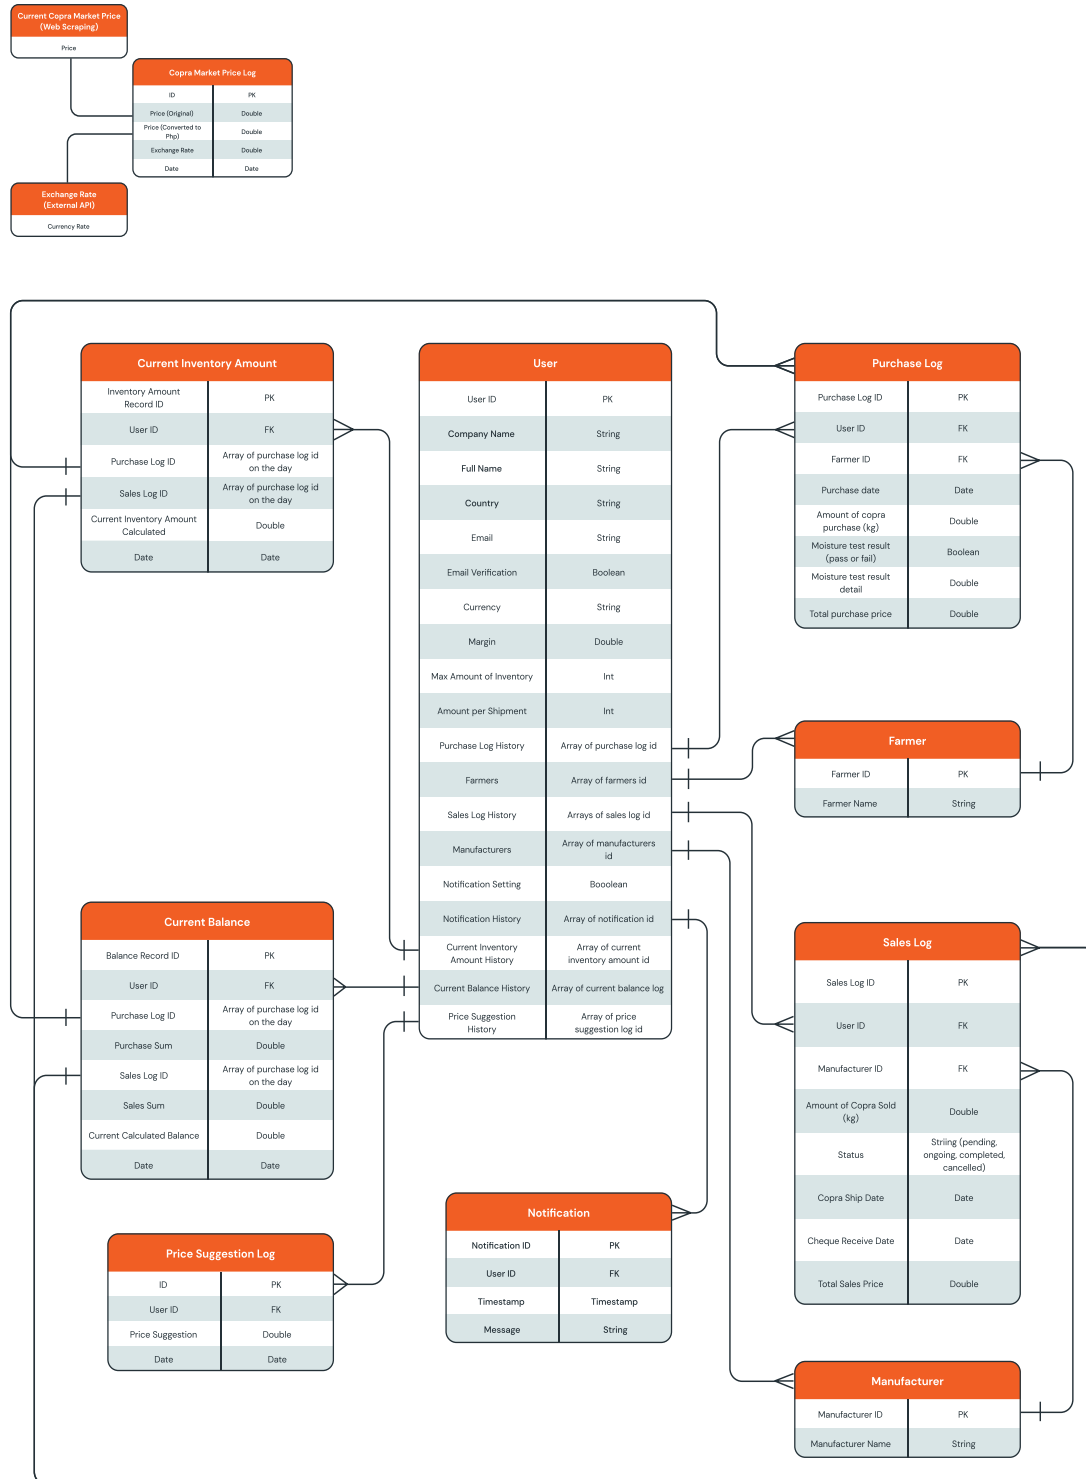 Current Copra Market Price
(Web Scraping)
Price
Copra Market Price Log
ID PK
Price (Original) Double
Price (Converted to
Php) Double
Exchange Rate Double
Date Date
Exchange Rate
(External API)
Currency Rate
Current Inventory Amount
Inventory Amount
Record ID PK
User ID FK
Purchase Log ID Array of purchase log id
on the day
Sales Log ID Array of purchase log id
on the day
Current Inventory Amount
Calculated Double
Date Date
User
User ID PK
Company Name String
Full Name String
Country String
Email String
Email Verification Boolean
Currency String
Margin Double
Max Amount of Inventory Int
Amount per Shipment Int
Purchase Log History Array of purchase log id
Farmers Array of farmers id
Sales Log History Arrays of sales log id
Manufacturers Array of manufacturers
id
Notification Setting Booolean
Notification History Array of notification id
Current Inventory
Amount History Array of current
inventory amount id
Current Balance History Array of current balance log
Price Suggestion
History Array of price
suggestion log id
Purchase Log
Purchase Log ID PK
User ID FK
Farmer ID FK
Purchase date Date
Amount of copra
purchase (kg) Double
Moisture test result
(pass or fail) Boolean
Moisture test result
detail Double
Total purchase price Double
Farmer
Farmer ID PK
Farmer Name String
Current Balance
Balance Record ID PK
User ID FK
Purchase Log ID Array of purchase log id
on the day
Purchase Sum Double
Sales Log ID Array of purchase log id
on the day
Sales Sum Double
Current Calculated Balance Double
Date Date
Sales Log
Sales Log ID PK
User ID FK
Manufacturer ID FK
Amount of Copra Sold
(kg) Double
Status Striing (pending,
ongoing, completed,
cancelled)
Copra Ship Date Date
Cheque Receive Date Date
Total Sales Price Double
Price Suggestion Log
ID PK
User ID FK
Price Suggestion Double
Date Date
Notification
Notification ID PK
User ID FK
Timestamp Timestamp
Message String
Manufacturer
Manufacturer ID PK
Manufacturer Name String